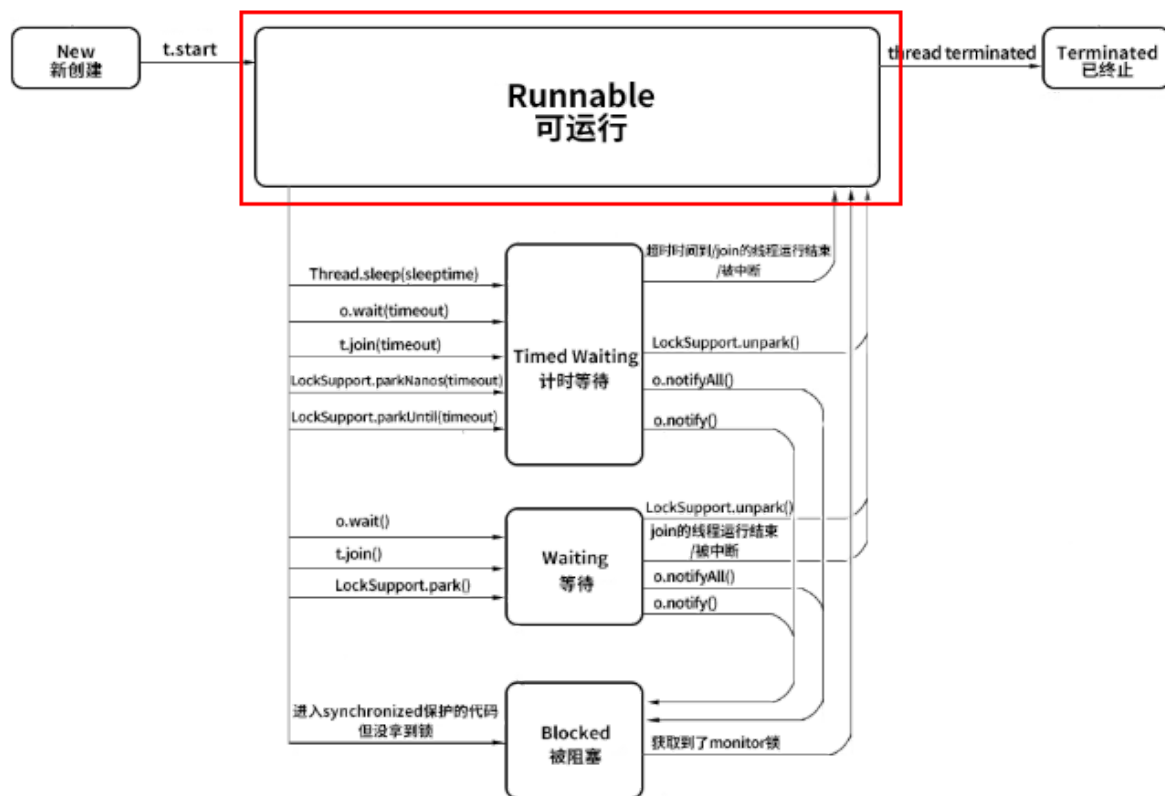 New
新创建
t.start
Runnable
可运行
thread terminated
Terminated
已终止
Thread.sleep(sleeptime)
o.wait(timeout)
t.join(timeout)
LockSupport.parkNanos(timeout)
LockSupport.parkUntil(timeout)
Timed Waiting
计时等待
超时时间到/join的线程运行结束
/被中断
LockSupport.unpark()
o.notifyAll()
o.notify()
o.wait()
t.join()
LockSupport.park()
Waiting
等待
LockSupport.unpark()
join的线程运行结束
/被中断
o.notifyAll()
o.notify()
进入synchronized保护的代码
但没拿到锁
Blocked
被阻塞
获取到了monitor锁